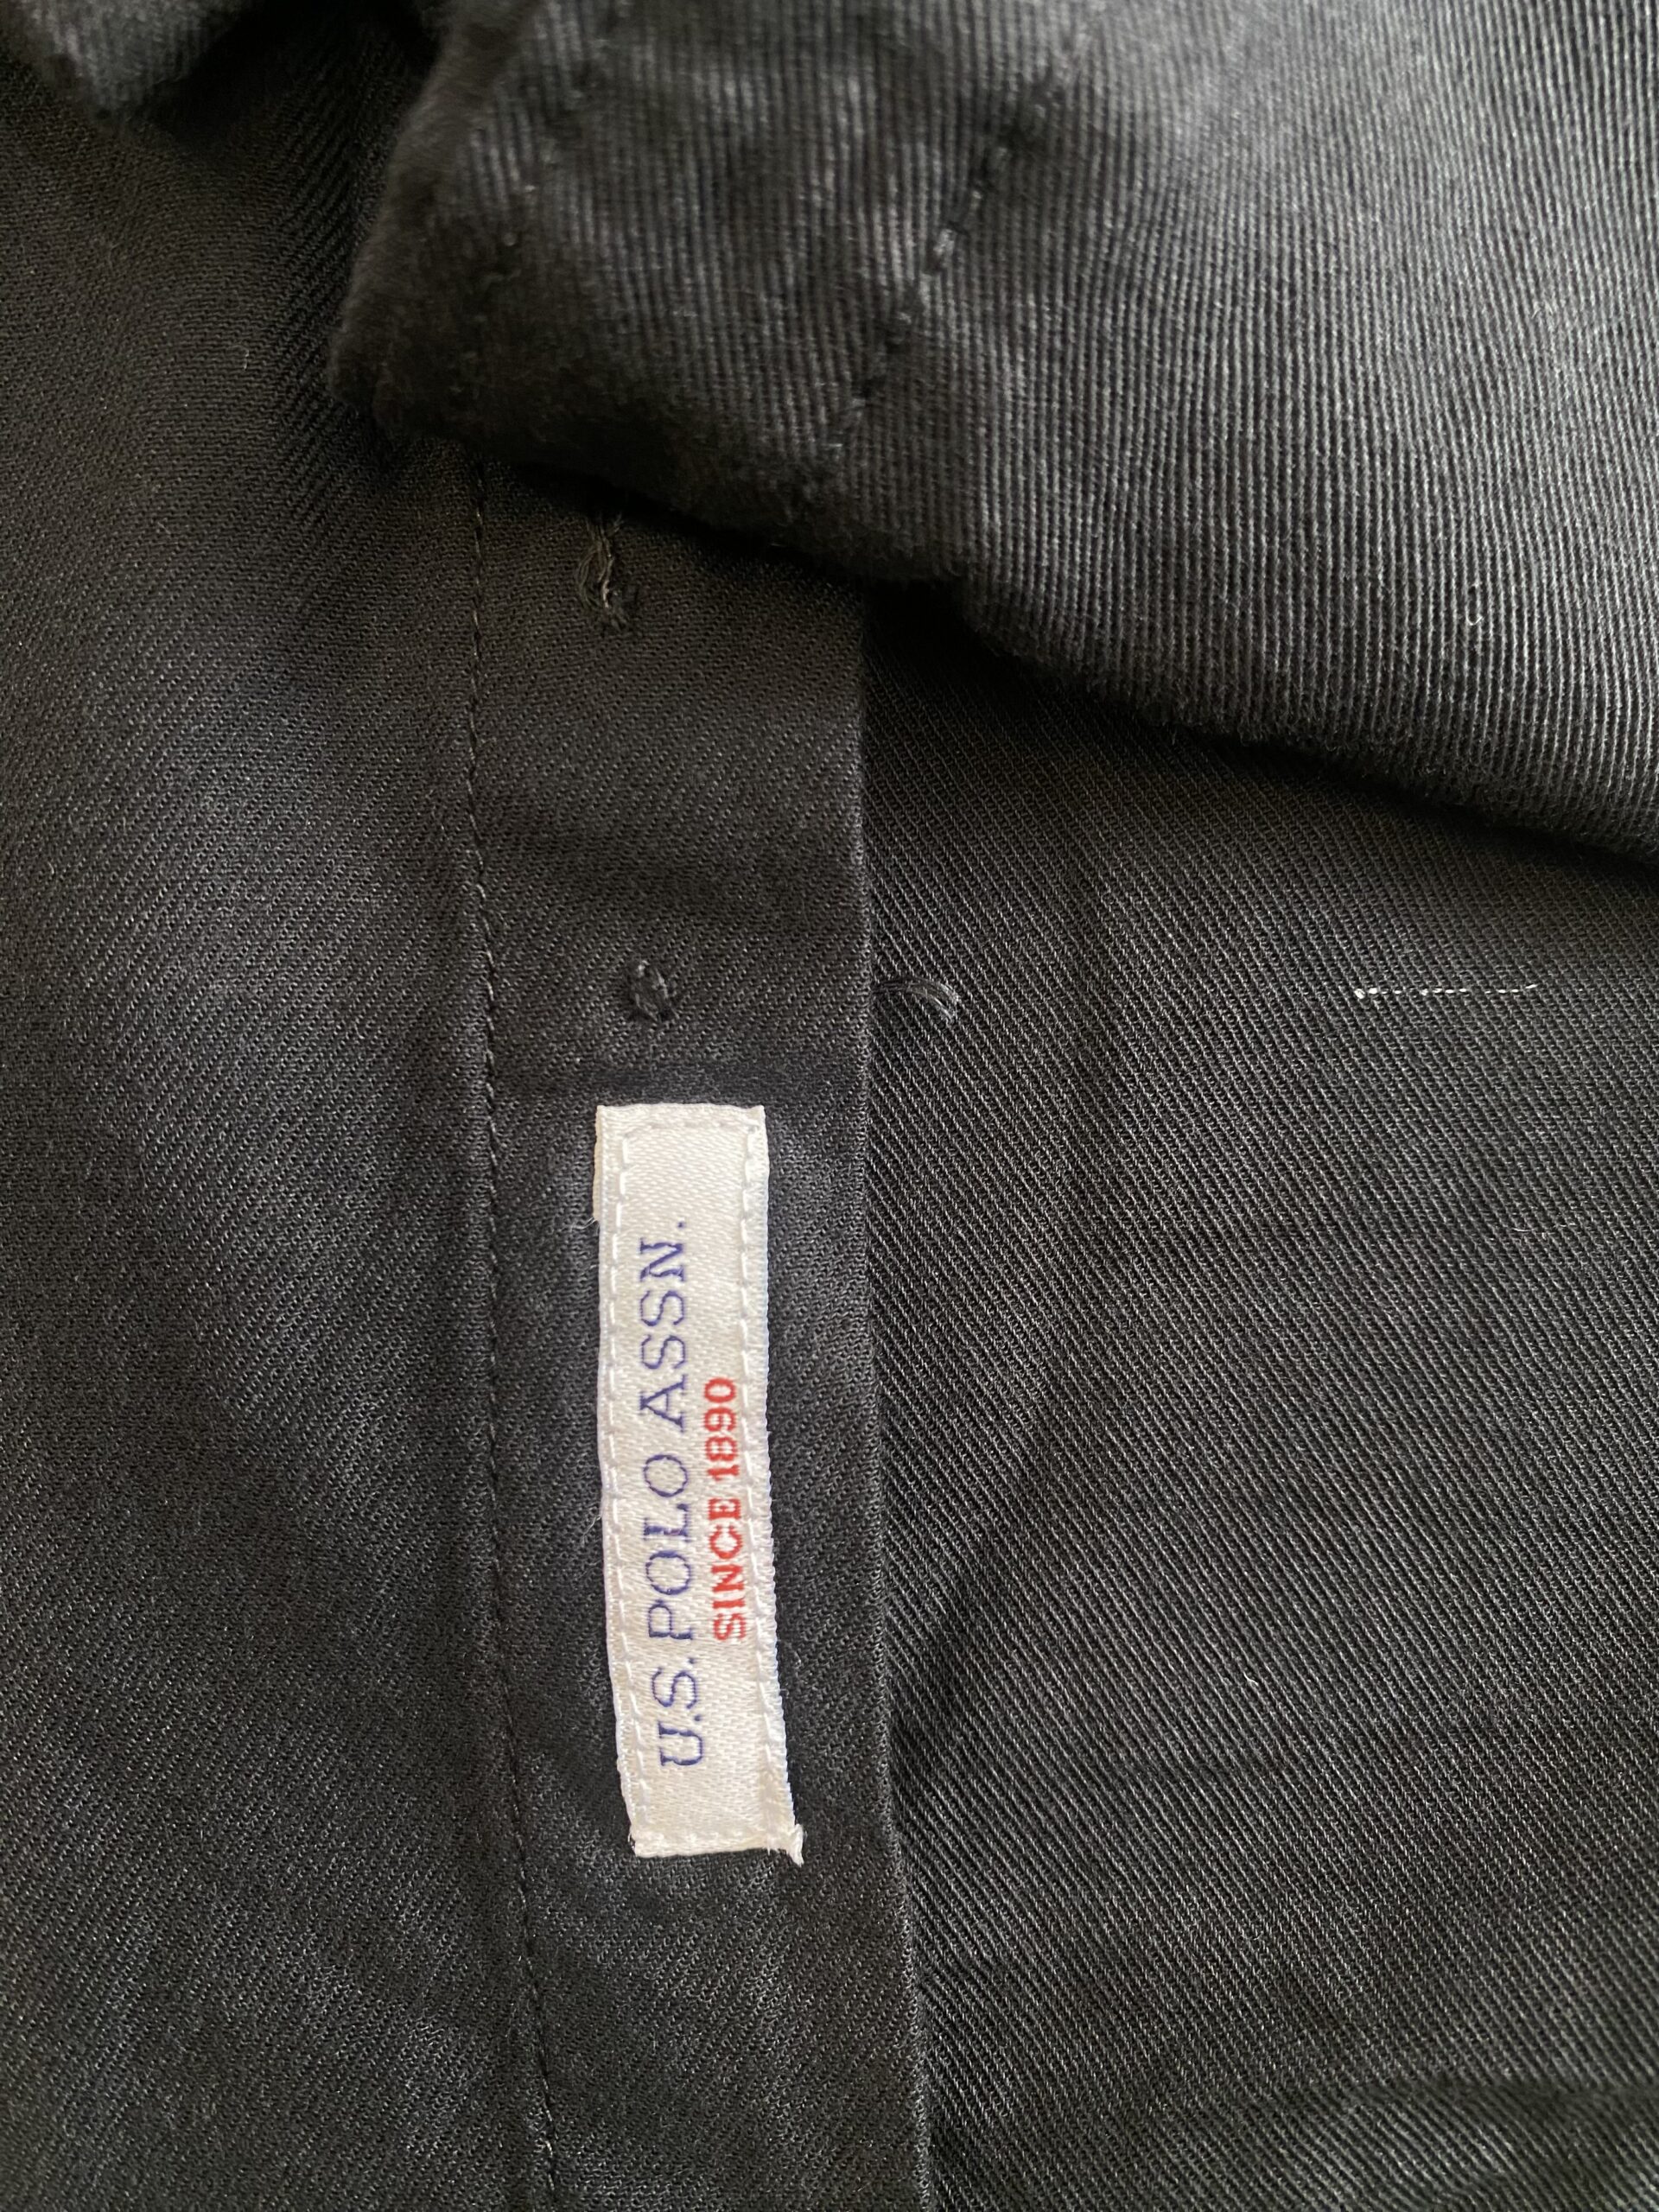 U.S. POLO ASSN.
SINCE 1890